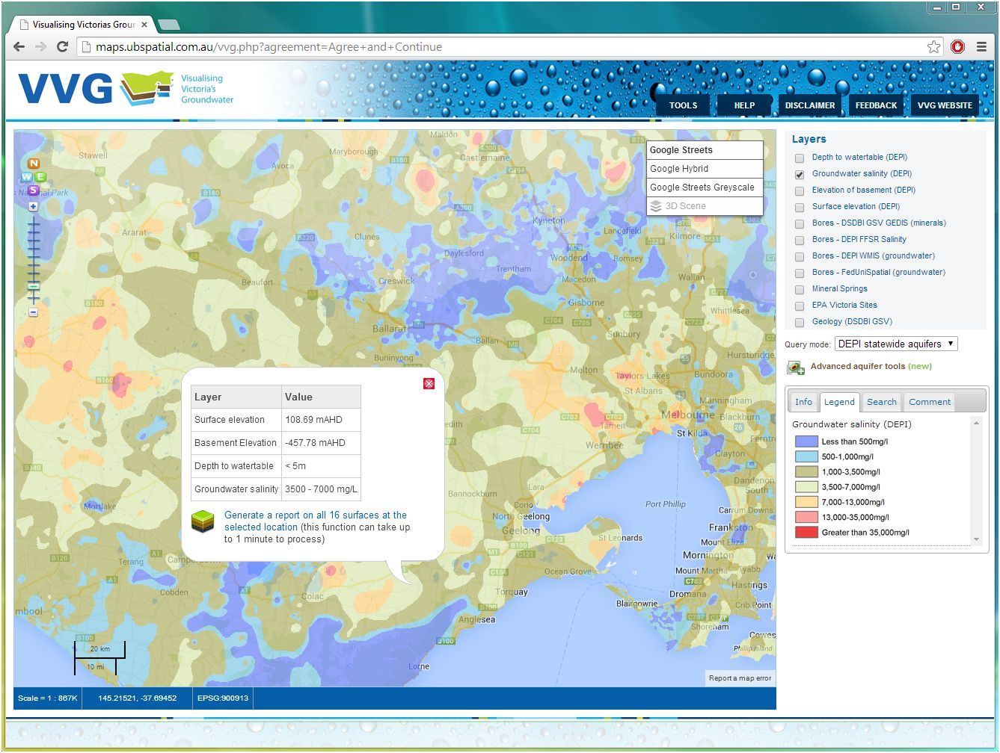 Visualising Victorias Groun
maps.ubspatial.com.au/vvg.php?agreement=Agree+and+Continue
VVG
Visualising
Victoria's
Groundwater
TOOLS
HELP
DISCLAIMER
FEEDBACK
VVG WEBSITE
N
W
E
S
Stawell
Maryborough
Maldon
Castlemaine
Avoca
National Park
Ararat
Clunes
Kyneton
Lancefield
Kilmore
Daylesford
Trentham
Woodend
Romsey
Macedon
Wallan
Beaufort
Creswick
Gisborne
Whittlesea
Ballarat
Sunbury
Ballan
Hurstbridge
Buninyong
Melton
Taylors Lakes
Bundoora
St Albans
Manningham
Melbourne
Blackburn
Tarneit
St Kilda
Werribee
Clayton
Dandenong
South
Bannockburn
Lara
Corio
North Geelong
Geelong
Port Phillip
Carrum Downs
Frankston
Mortlake
St Leonards
Mount Eliza
Mornington
Terang
Ocean Grove
Mount Martha
Tyabb
Hastings
Cobden
Colac
Torquay
Blairgowrie
Dromana
Crib Point
Anglesea
Shoreham
Cowes
Phillip Island
Lorne
Google Streets
Google Hybrid
Google Streets Greyscale
3D Scene
Layer Value
Surface elevation 108.69 mAHD
Basement Elevation -457.78 mAHD
Depth to watertable < 5m
Groundwater salinity 3500 - 7000 mg/L
Generate a report on all 16 surfaces at the
selected location (this function can take up
to 1 minute to process)
20 km
10 mi
Report a map error
Scale = 1 : 867K
145.21521, -37.69452
EPSG:900913
Layers
Depth to watertable (DEPI)
Groundwater salinity (DEPI)
Elevation of basement (DEPI)
Surface elevation (DEPI)
Bores - DSDBI GSV GEDIS (minerals)
Bores - DEPI FFSR Salinity
Bores - DEPI WMIS (groundwater)
Bores - FedUniSpatial (groundwater)
Mineral Springs
EPA Victoria Sites
Geology (DSDBI GSV)
Query mode: DEPI statewide aquifers
Advanced aquifer tools (new)
Info
Legend
Search
Comment
Groundwater salinity (DEPI)
Less than 500mg/l
500-1,000mg/l
1,000-3,500mg/l
3,500-7,000mg/l
7,000-13,000mg/l
13,000-35,000mg/l
Greater than 35,000mg/l